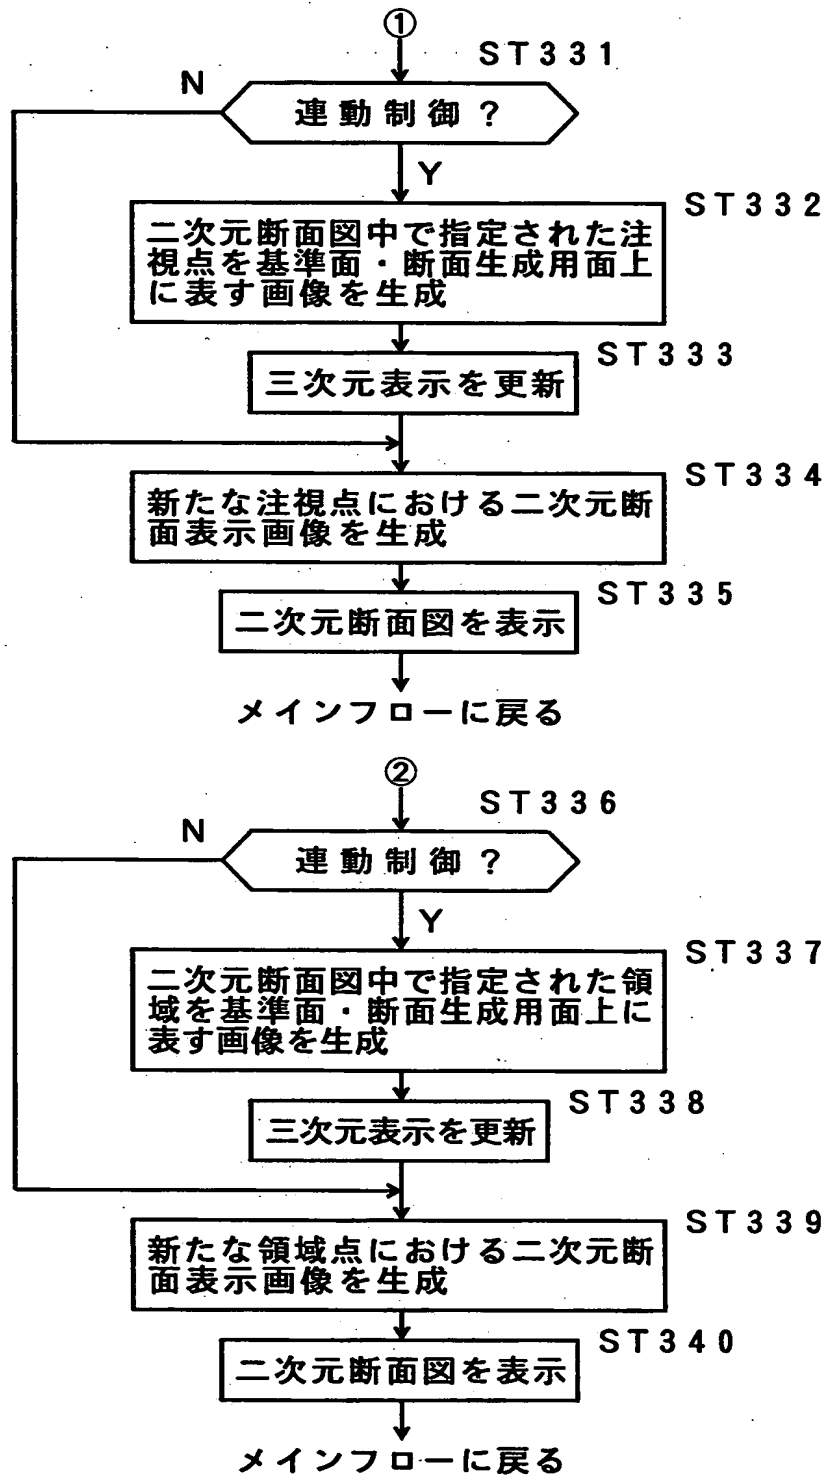 ①
ST331
N
連動制御？
Y
ST332
二次元断面図中で指定された注
視点を基準面・断面生成用面上
に表す画像を生成
ST333
三次元表示を更新
ST334
新たな注視点における二次元断
面表示画像を生成
ST335
二次元断面図を表示
メインフローに戻る
②
ST336
N
連動制御？
Y
ST337
二次元断面図中で指定された領
域を基準面・断面生成用面上に
表す画像を生成
ST338
三次元表示を更新
ST339
新たな領域点における二次元断
面表示画像を生成
ST340
二次元断面図を表示
メインフローに戻る